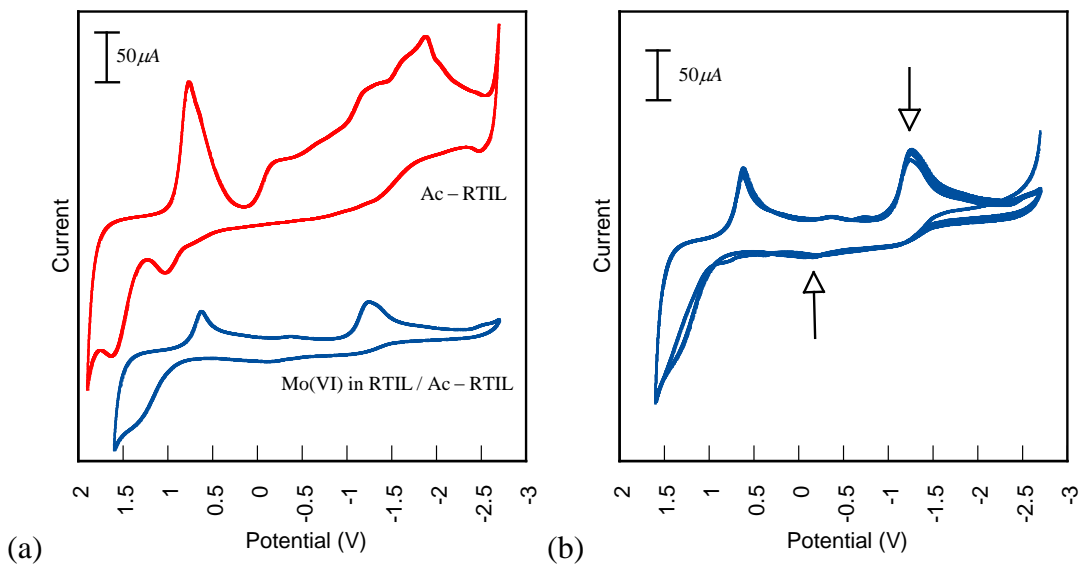 50µA
Ac – RTIL
Mo(VI) in RTIL / Ac – RTIL
Current
2 1.5 1 0.5 0 -0.5 -1 -1.5 -2 -2.5 -3
Potential (V)
(a)
50µA
Current
2 1.5 1 0.5 0 -0.5 -1 -1.5 -2 -2.5 -3
Potential (V)
(b)